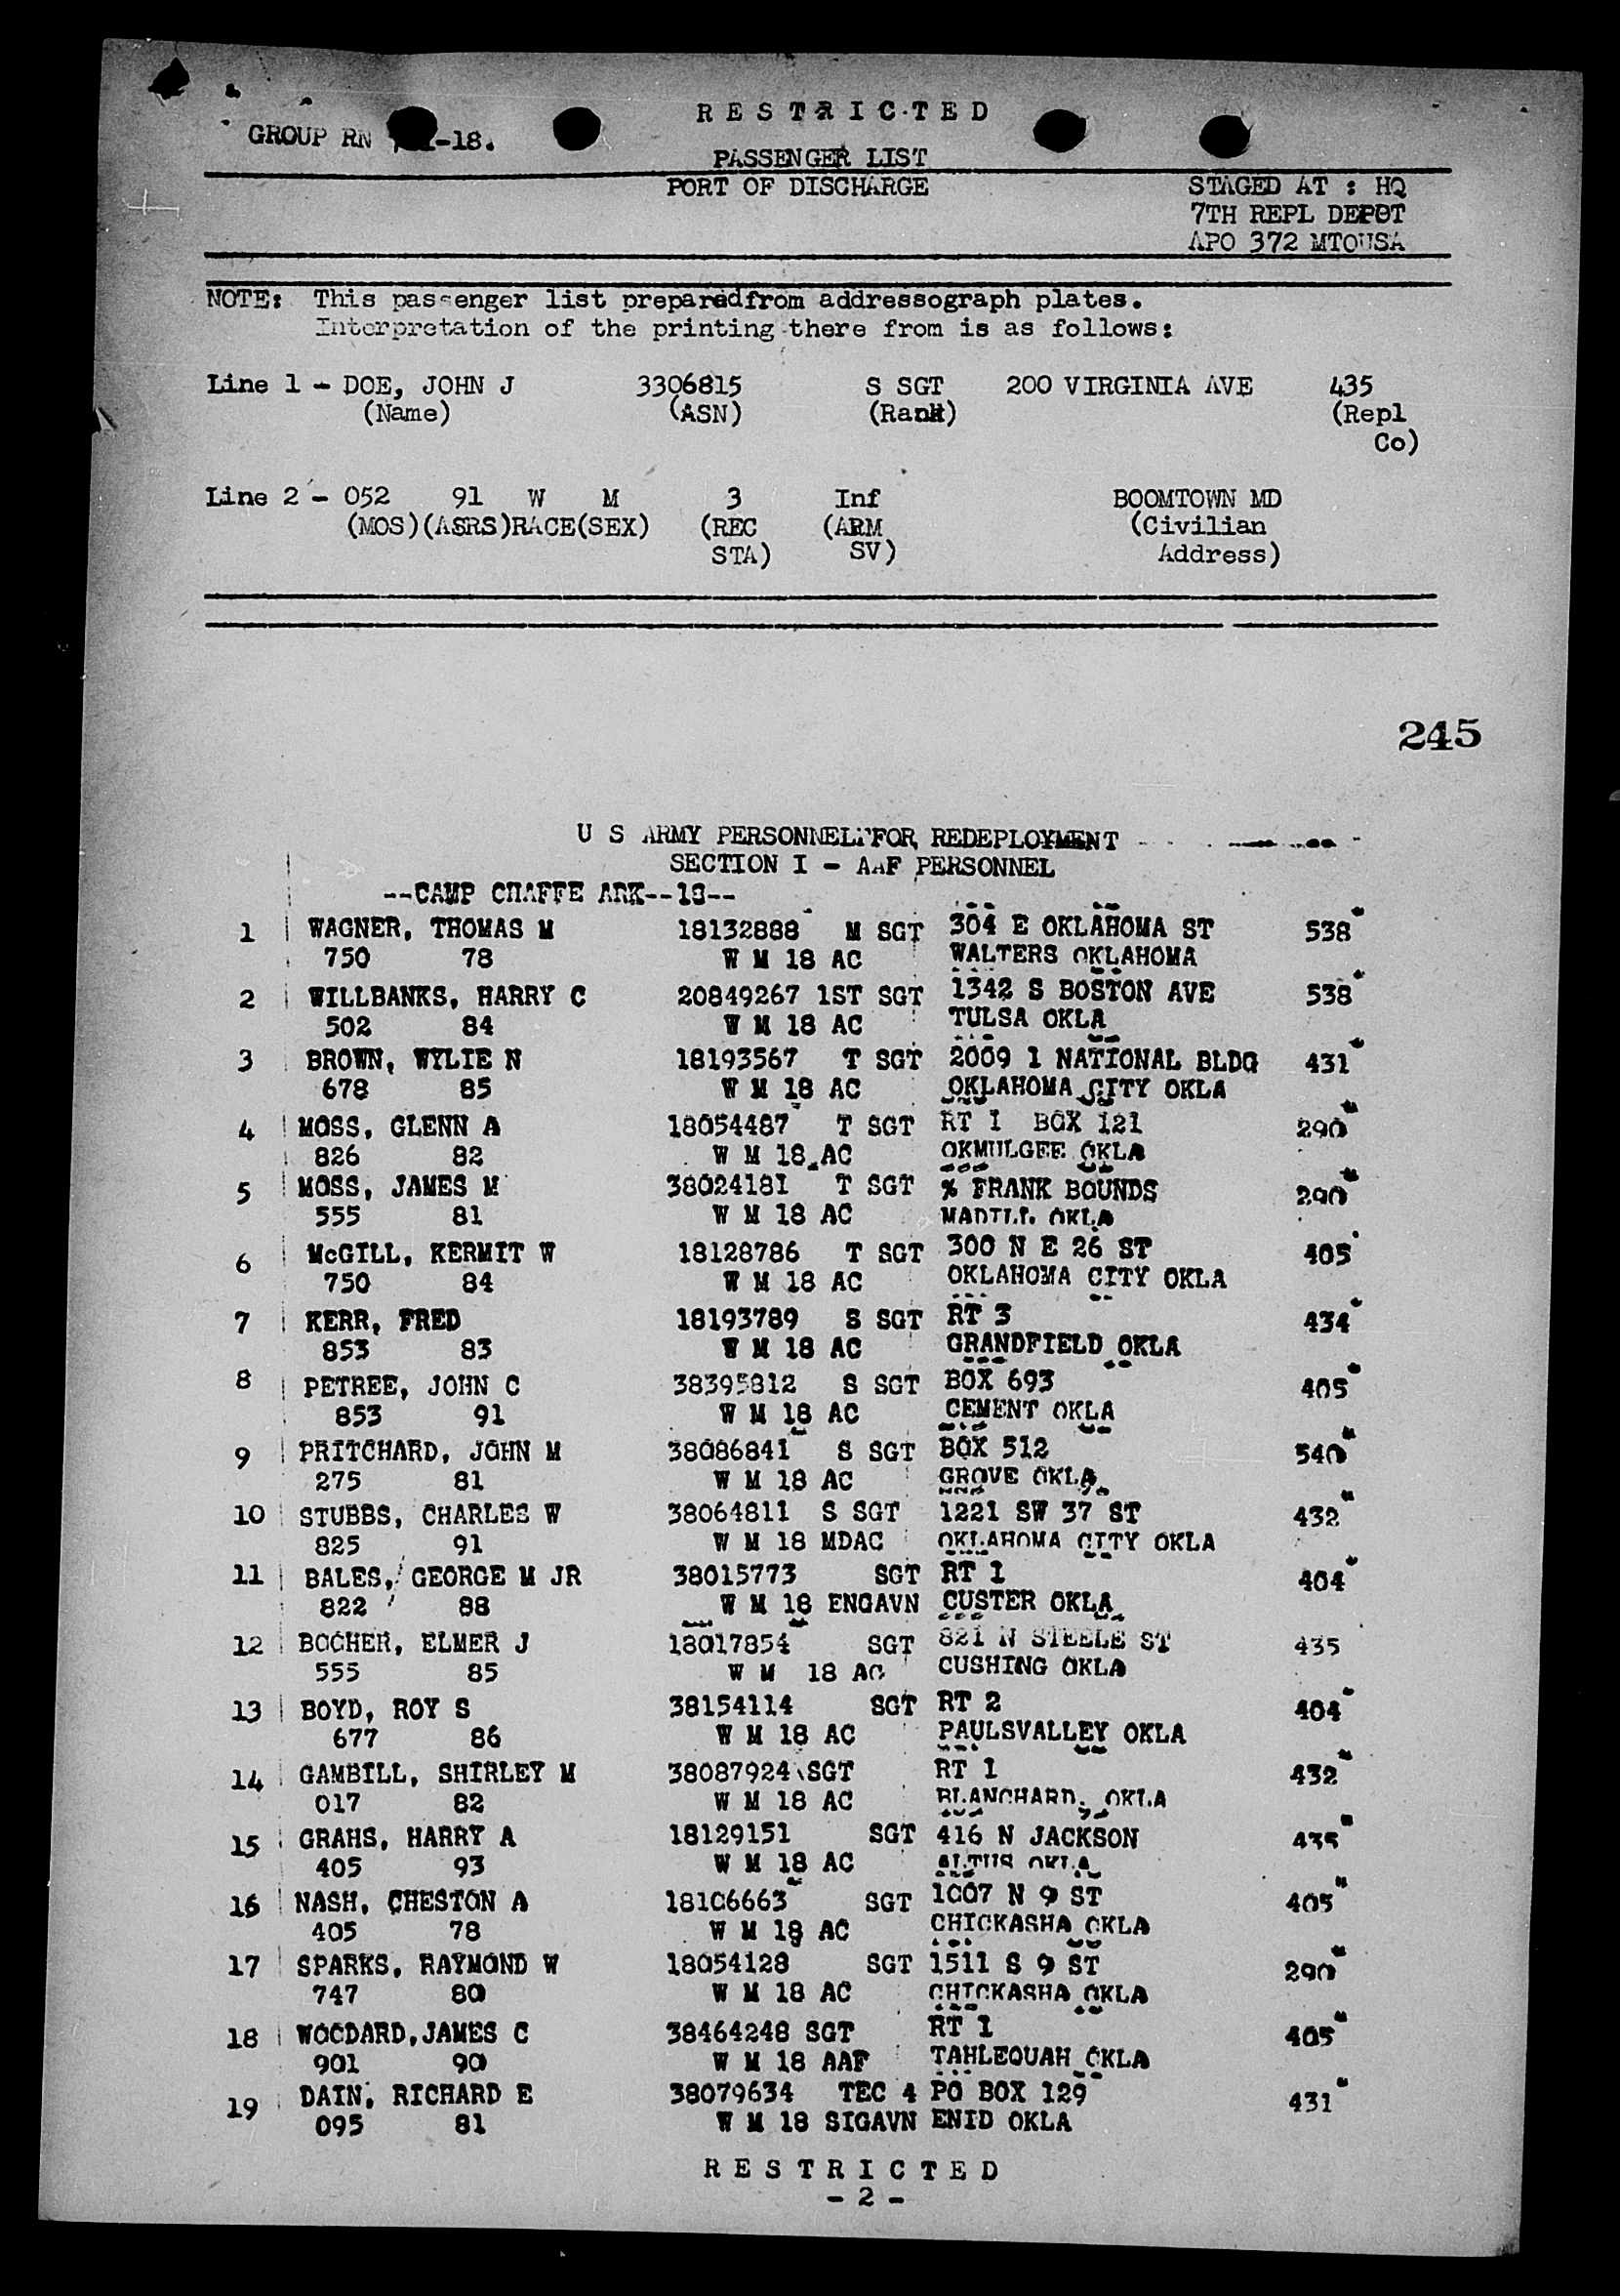 RESTRICTED
GROUP RN -18.
PASSENGER LIST
PORT OF DISCHARGE STAGED AT : HQ
7TH REPL DEPOT
APO 372 MTOUSA
NOTE: This passenger list preparedfrom addressograph plates.
Interpretation of the printing there from is as follows:
Line 1 - DOE, JOHN J 3306815 S SGT 200 VIRGINIA AVE 435
(Name) (ASN) (Rank) (Repl
Co)
Line 2 - 052 91 W M 3 Inf BOOMTOWN MD
(MOS)(ASRS)RACE(SEX) (REC (ARM (Civilian
STA) SV) Address)
245
U S ARMY PERSONNEL FOR REDEPLOYMENT
SECTION I - AAF PERSONNEL
--CAMP CHAFFE ARK--18--
1 WAGNER, THOMAS M 18132888 M SGT 304 E OKLAHOMA ST 538
750 78 W M 18 AC WALTERS OKLAHOMA
2 WILLBANKS, HARRY C 20849267 1ST SGT 1342 S BOSTON AVE 538
502 84 W M 18 AC TULSA OKLA
3 BROWN, WYLIE N 18193567 T SGT 2009 1 NATIONAL BLDG 431
678 85 W M 18 AC OKLAHOMA CITY OKLA
4 MOSS, GLENN A 18054487 T SGT RT 1 BOX 121 290
826 82 W M 18 AC OKMULGEE OKLA
5 MOSS, JAMES M 38024181 T SGT % FRANK BOUNDS 290
555 81 W M 18 AC MADILL OKLA
6 McGILL, KERMIT W 18128786 T SGT 300 N E 26 ST 405
750 84 W M 18 AC OKLAHOMA CITY OKLA
7 KERR, FRED 18193789 S SGT RT 3 434
853 83 W M 18 AC GRANDFIELD OKLA
8 PETREE, JOHN C 38395812 S SGT BOX 693 405
853 91 W M 18 AC CEMENT OKLA
9 PRITCHARD, JOHN M 38086841 S SGT BOX 512 540
275 81 W M 18 AC GROVE OKLA
10 STUBBS, CHARLES W 38064811 S SGT 1221 SW 37 ST 432
825 91 W M 18 MDAC OKLAHOMA CITY OKLA
11 BALES, GEORGE M JR 38015773 SGT RT 1 404
822 88 W M 18 ENGAVN CUSTER OKLA
12 BOCHER, ELMER J 18017854 SGT 821 N STEELE ST 435
555 85 W M 18 AC CUSHING OKLA
13 BOYD, ROY S 38154114 SGT RT 2 404
677 86 W M 18 AC PAULSVALLEY OKLA
14 GAMBILL, SHIRLEY M 38087924 SGT RT 1 432
017 82 W M 18 AC BLANCHARD, OKLA
15 GRAHS, HARRY A 18129151 SGT 416 N JACKSON 435
405 93 W M 18 AC ALTUS OKLA
16 NASH, CHESTON A 18106663 SGT 1007 N 9 ST 405
405 78 W M 18 AC CHICKASHA OKLA
17 SPARKS, RAYMOND W 18054128 SGT 1511 S 9 ST 290
747 80 W M 18 AC CHICKASHA OKLA
18 WOODARD,JAMES C 38464248 SGT RT 1 405
901 90 W M 18 AAF TAHLEQUAH OKLA
19 DAIN, RICHARD E 38079634 TEC 4 PO BOX 129 431
095 81 W M 18 SIGAVN ENID OKLA
RESTRICTED
- 2 -